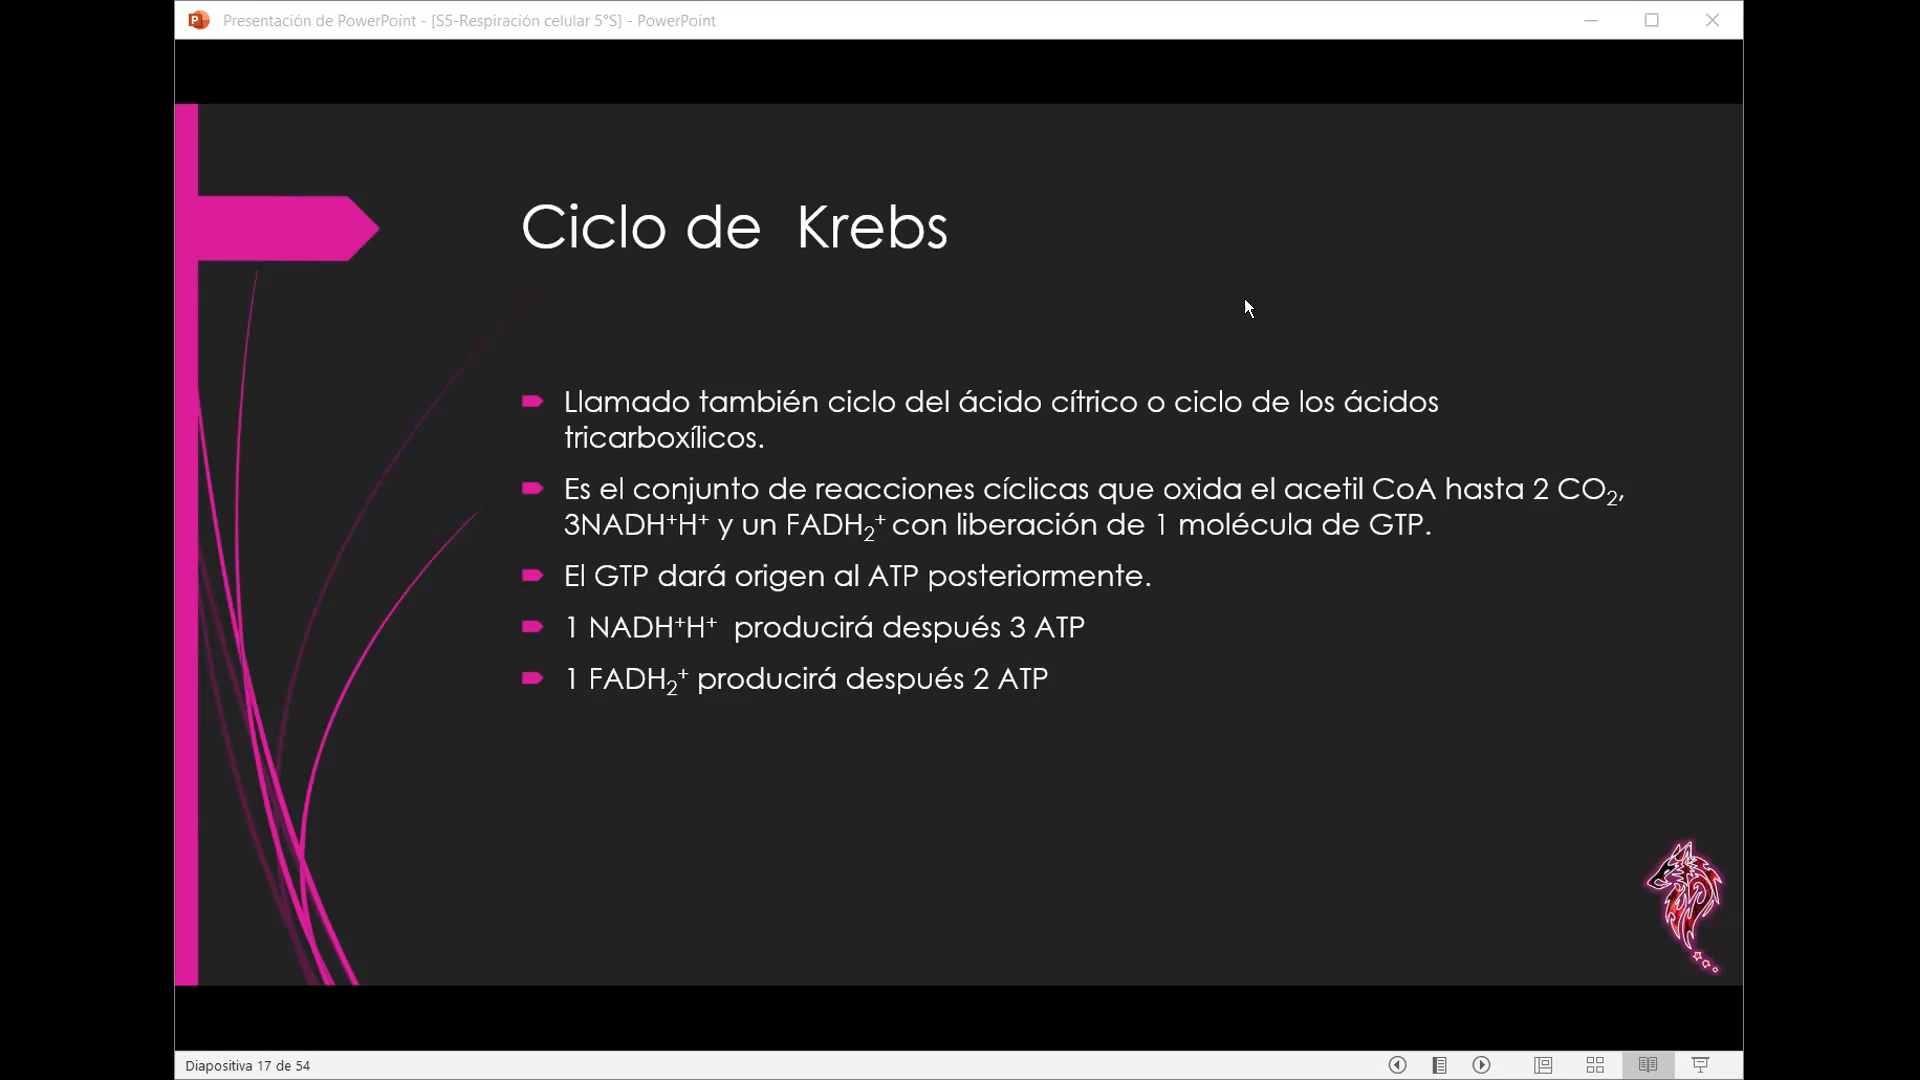 Presentación de PowerPoint - [S5-Respiración celular 5°S] - PowerPoint
Ciclo de  Krebs
Llamado también ciclo del ácido cítrico o ciclo de los ácidos
tricarboxílicos.
Es el conjunto de reacciones cíclicas que oxida el acetil CoA hasta 2 CO₂,
3NADH⁺H⁺ y un FADH₂⁺ con liberación de 1 molécula de GTP.
El GTP dará origen al ATP posteriormente.
1 NADH⁺H⁺  producirá después 3 ATP
1 FADH₂⁺ producirá después 2 ATP
Diapositiva 17 de 54